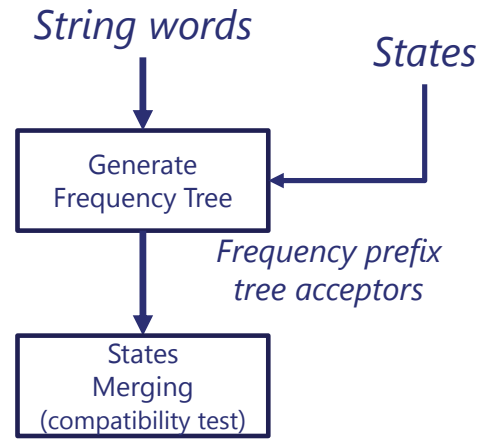 String words
States
Generate
Frequency Tree
Frequency prefix
tree acceptors
States
Merging
(compatibility test)